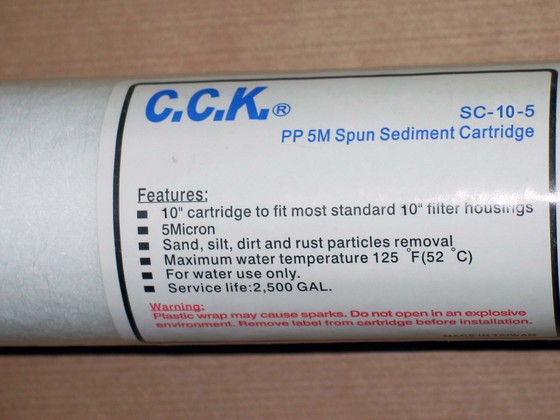 C.C.K.®
SC-10-5
PP 5M Spun Sediment Cartridge
Features:
■ 10" cartridge to fit most standard 10" filter housings
■ 5Micron
■ Sand, silt, dirt and rust particles removal
■ Maximum water temperature 125 °F(52 °C)
■ For water use only.
■ Service life:2,500 GAL.
Warning:
Plastic wrap may cause sparks. Do not open in an explosive
environment. Remove label from cartridge before installation.
MADE IN TAIWAN